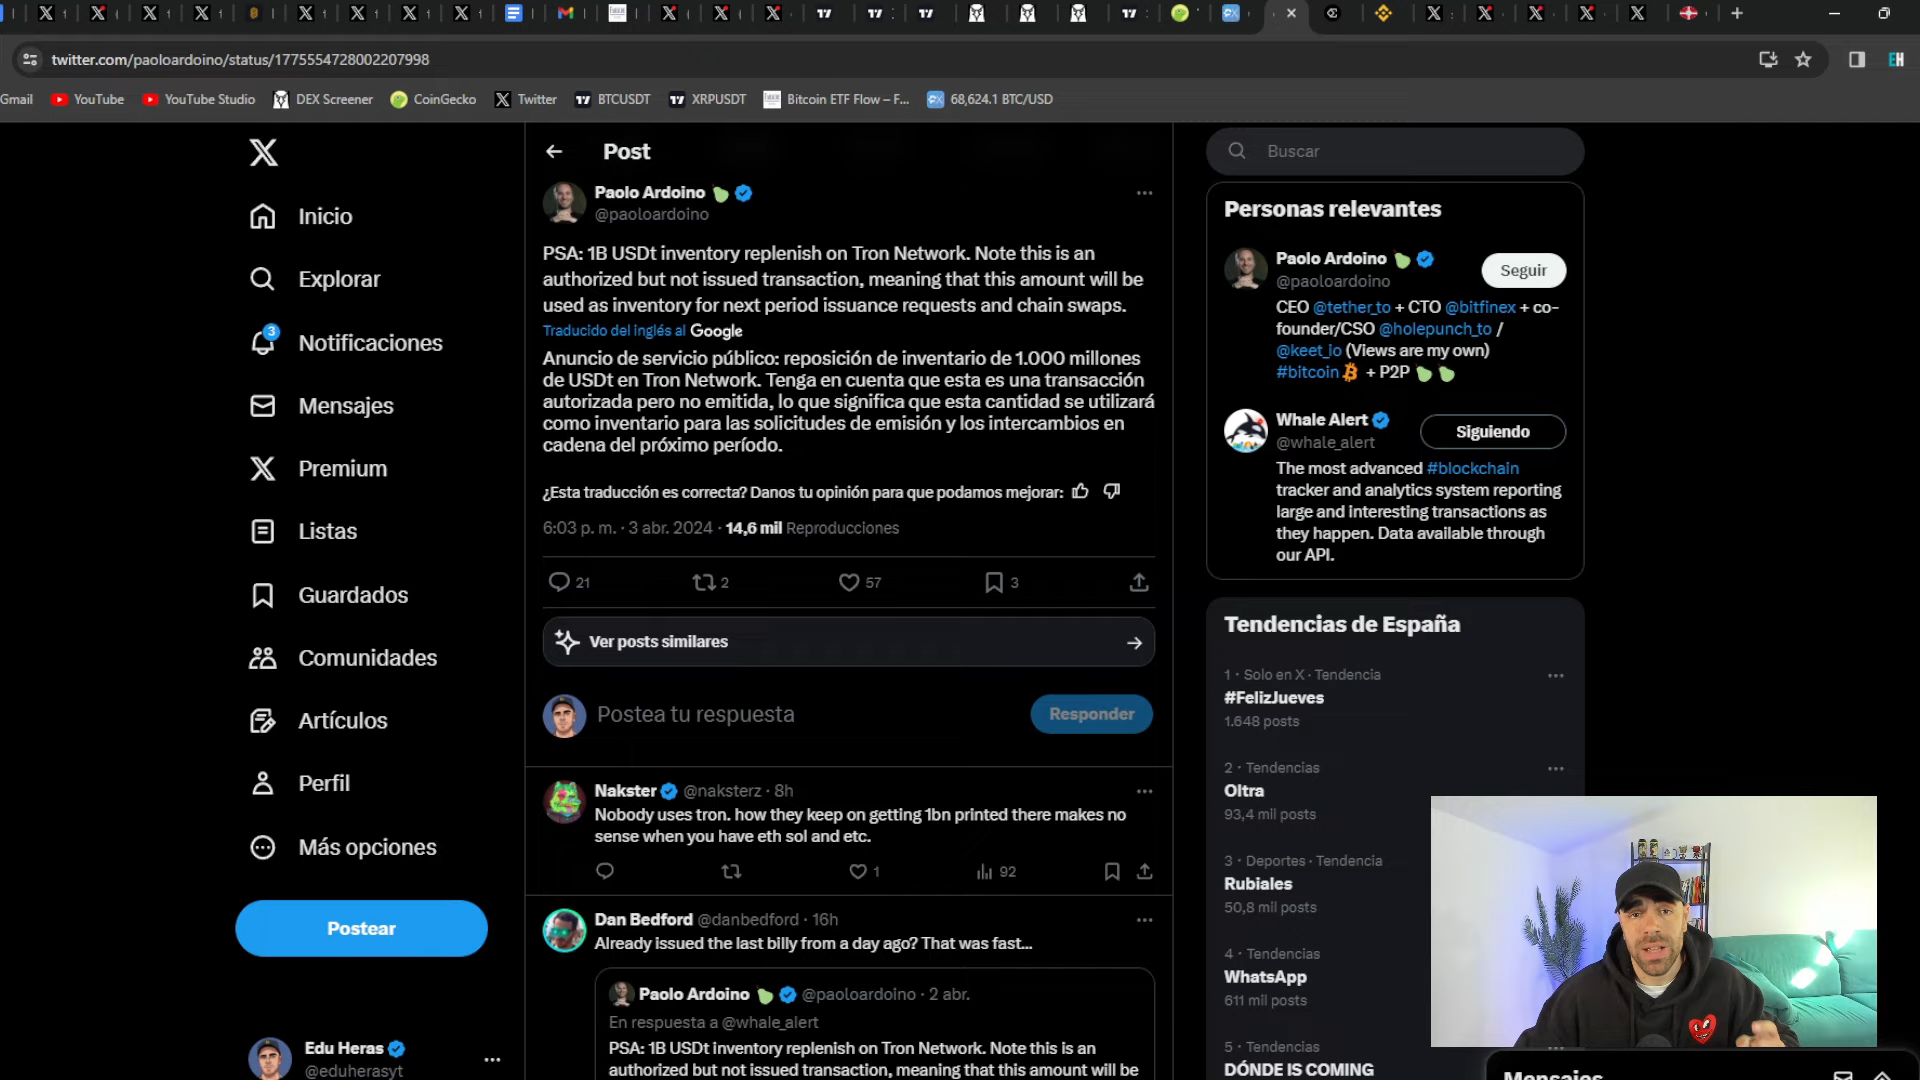 twitter.com/paoloardoino/status/1775554728002207998
Gmail
YouTube
YouTube Studio
DEX Screener
CoinGecko
Twitter
BTCUSDT
XRPUSDT
Bitcoin ETF Flow – F...
68,624.1 BTC/USD
Inicio
Explorar
3
Notificaciones
Mensajes
Premium
Listas
Guardados
Comunidades
Artículos
Perfil
Más opciones
Postear
Edu Heras
@eduherasyt
Post
Paolo Ardoino
@paoloardoino
PSA: 1B USDt inventory replenish on Tron Network. Note this is an
authorized but not issued transaction, meaning that this amount will be
used as inventory for next period issuance requests and chain swaps.
Traducido del inglés al Google
Anuncio de servicio público: reposición de inventario de 1.000 millones
de USDt en Tron Network. Tenga en cuenta que esta es una transacción
autorizada pero no emitida, lo que significa que esta cantidad se utilizará
como inventario para las solicitudes de emisión y los intercambios en
cadena del próximo período.
¿Esta traducción es correcta? Danos tu opinión para que podamos mejorar:
6:03 p. m. · 3 abr. 2024 · 14,6 mil Reproducciones
21 2 57 3
Ver posts similares
Postea tu respuesta
Responder
Nakster @naksterz · 8h
Nobody uses tron. how they keep on getting 1bn printed there makes no
sense when you have eth sol and etc.
1 92
Dan Bedford @danbedford · 16h
Already issued the last billy from a day ago? That was fast...
Paolo Ardoino @paoloardoino · 2 abr.
En respuesta a @whale_alert
PSA: 1B USDt inventory replenish on Tron Network. Note this is an
authorized but not issued transaction, meaning that this amount will be
Buscar
Personas relevantes
Paolo Ardoino
@paoloardoino
Seguir
CEO @tether_to + CTO @bitfinex + co-
founder/CSO @holepunch_to /
@keet_io (Views are my own)
#bitcoin + P2P
Whale Alert
@whale_alert
Siguiendo
The most advanced #blockchain
tracker and analytics system reporting
large and interesting transactions as
they happen. Data available through
our API.
Tendencias de España
1 · Solo en X · Tendencia
#FelizJueves
1.648 posts
2 · Tendencias
Oltra
93,4 mil posts
3 · Deportes · Tendencia
Rubiales
50,8 mil posts
4 · Tendencias
WhatsApp
611 mil posts
5 · Tendencias
DÓNDE IS COMING
Mensajes